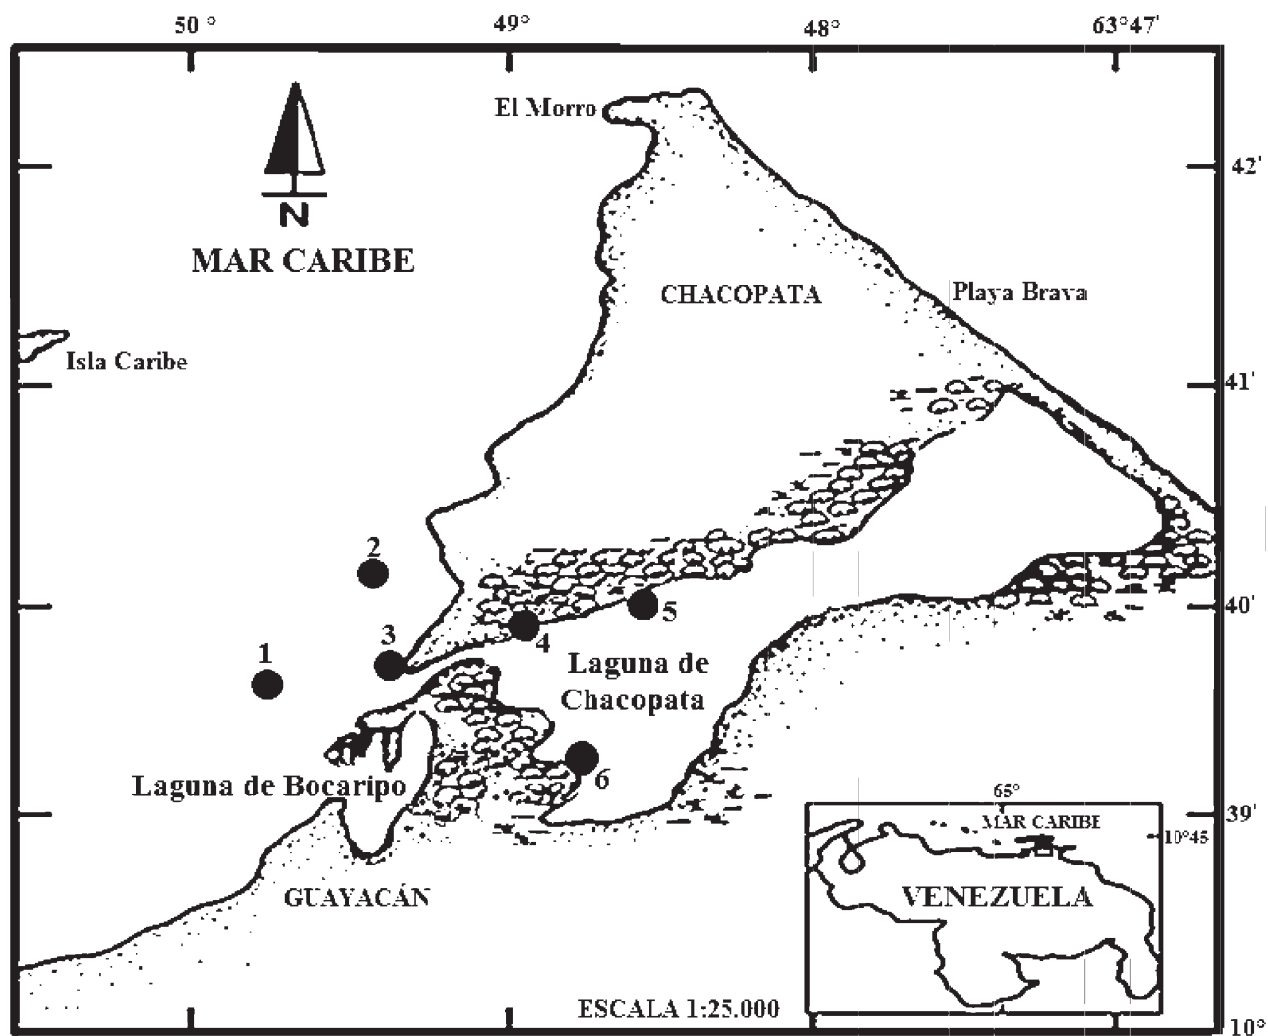 50 °
49°
48°
63°47'
El Morro
42'
N
MAR CARIBE
CHACOPATA
Playa Brava
Isla Caribe
41'
2
5
40'
4
3
1
Laguna de
Chacopata
6
Laguna de Bocaripo
39'
65°
MAR CARIBE
10°45
VENEZUELA
GUAYACÁN
ESCALA 1:25.000
10°